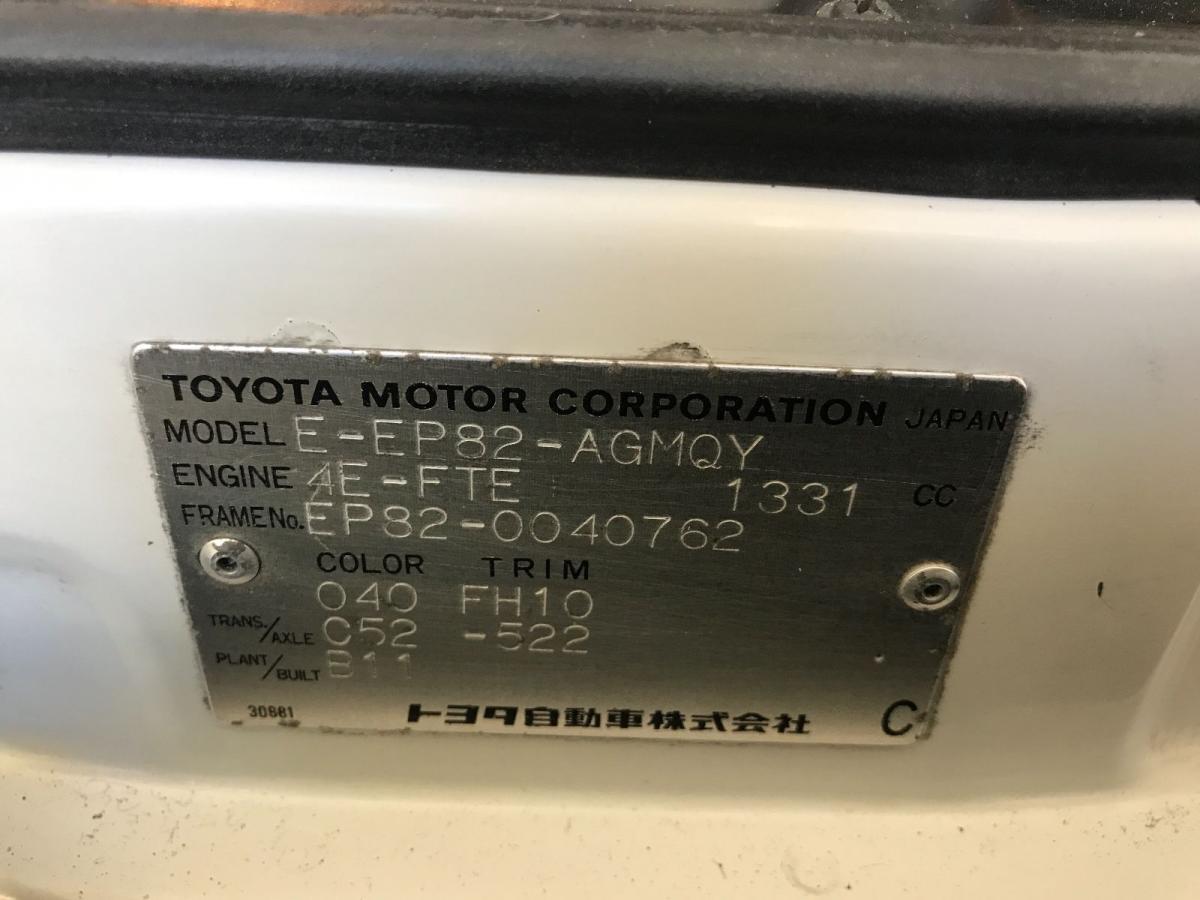 TOYOTA MOTOR CORPORATION JAPAN
MODEL E-EP82-AGMQY
ENGINE 4E-FTE 1331 CC
FRAME No. EP82-0040762
COLOR TRIM
040 FH10
TRANS./AXLE C52 -522
PLANT/BUILT B11
30881 トヨタ自動車株式会社 C